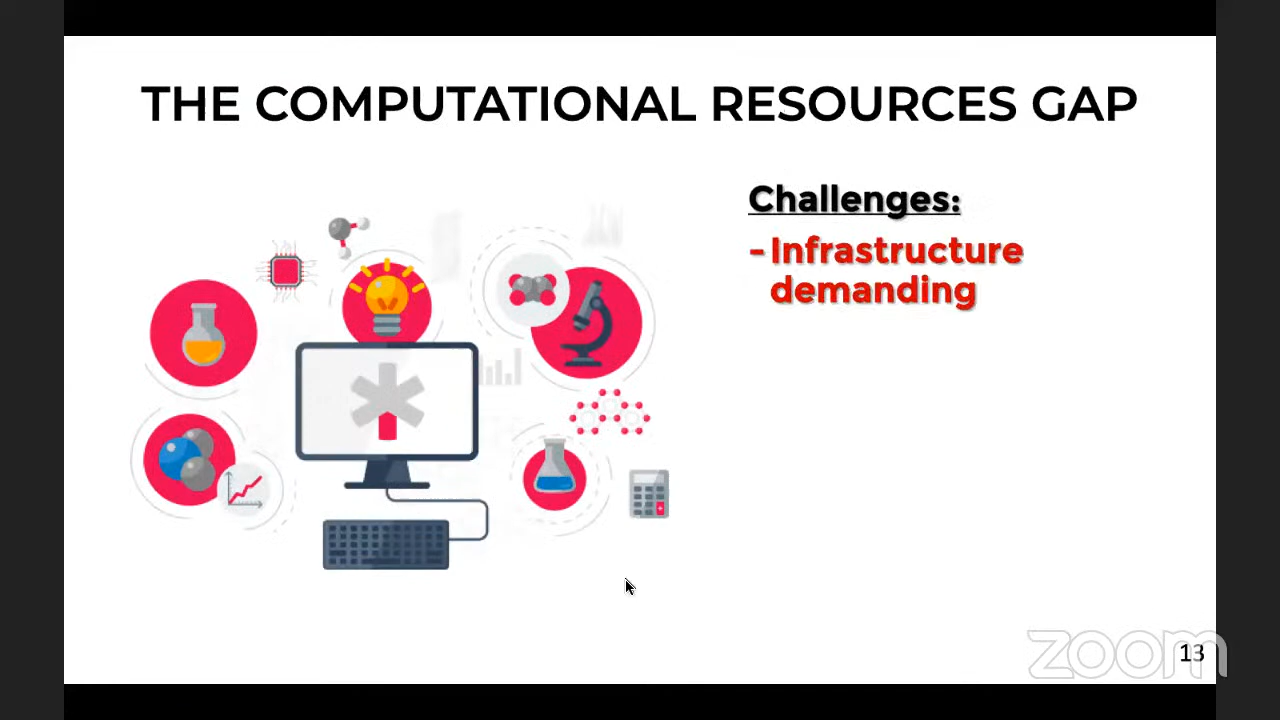 THE COMPUTATIONAL RESOURCES GAP
Challenges:
- Infrastructure
demanding
zoom
13